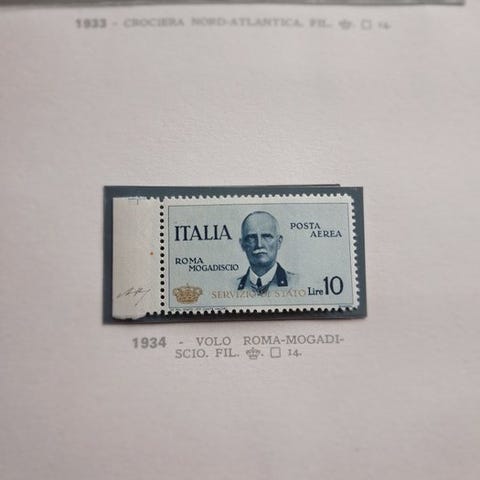 1933 - CROCIERA NORD-ATLANTICA. FIL. 14.
ITALIA
POSTA
AEREA
ROMA
MOGADISCIO
SERVIZIO DI STATO
Lire 10
1934 - VOLO ROMA-MOGADI-
SCIO. FIL. 14.